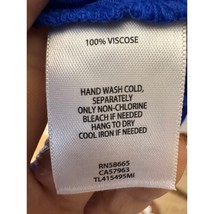 100% VISCOSE
HAND WASH COLD,
SEPARATELY
ONLY NON-CHLORINE
BLEACH IF NEEDED
HANG TO DRY
COOL IRON IF NEEDED
RN58665
CA57963
TL41549SMI